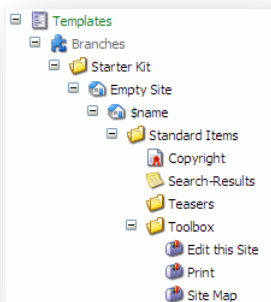 Templates
Branches
Starter Kit
Empty Site
$name
Standard Items
Copyright
Search-Results
Teasers
Toolbox
Edit this Site
Print
Site Map